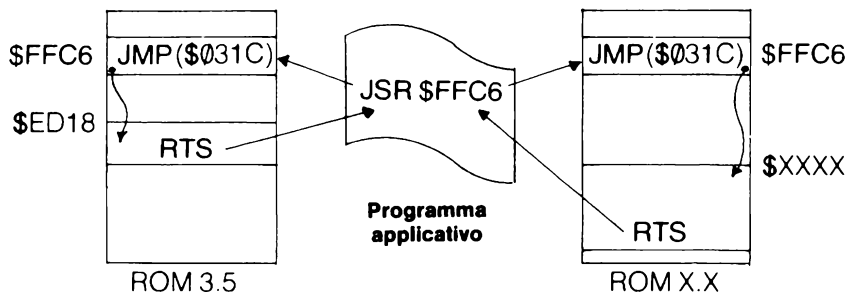 $FFC6
JMP($Ø31C)
JMP($Ø31C)
$FFC6
JSR $FFC6
$ED18
RTS
$XXXX
Programma
applicativo
RTS
ROM 3.5
ROM X.X